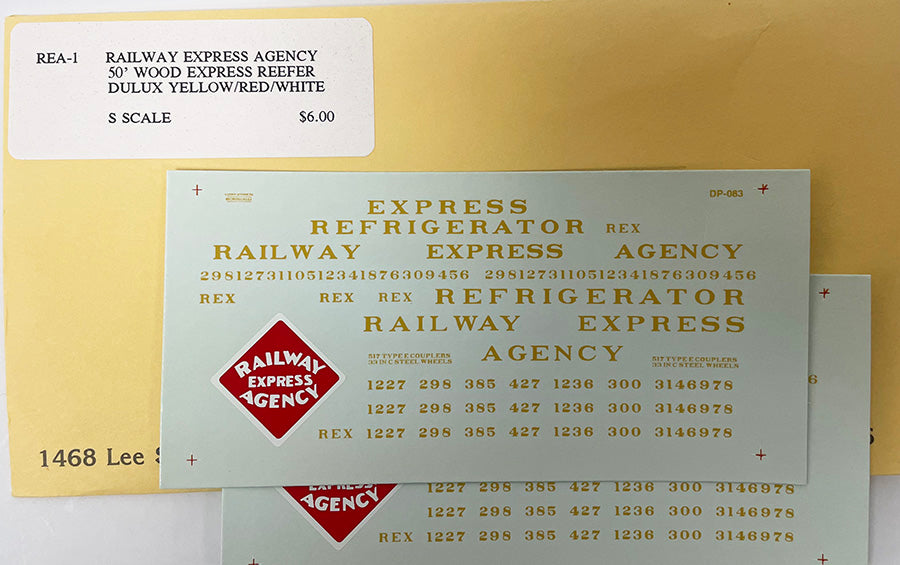 REA-1 RAILWAY EXPRESS AGENCY
50' WOOD EXPRESS REEFER
DULUX YELLOW/RED/WHITE
S SCALE $6.00
DP-083
EXPRESS
REFRIGERATOR REX
RAILWAY EXPRESS AGENCY
2981273110512341876309456 2981273110512341876309456
REX REX REX REFRIGERATOR
RAILWAY EXPRESS
517 TYPE E COUPLERS AGENCY 517 TYPE E COUPLERS
33 IN C STEEL WHEELS 33 IN C STEEL WHEELS
RAILWAY
EXPRESS
AGENCY
1227 298 385 427 1236 300 3146978
1227 298 385 427 1236 300 3146978
REX 1227 298 385 427 1236 300 3146978
1468 Lee
6
EXPRESS
AGENCY
1227 298 385 427 1236 300 3146978
1227 298 385 427 1236 300 3146978
REX 1227 298 385 427 1236 300 3146978